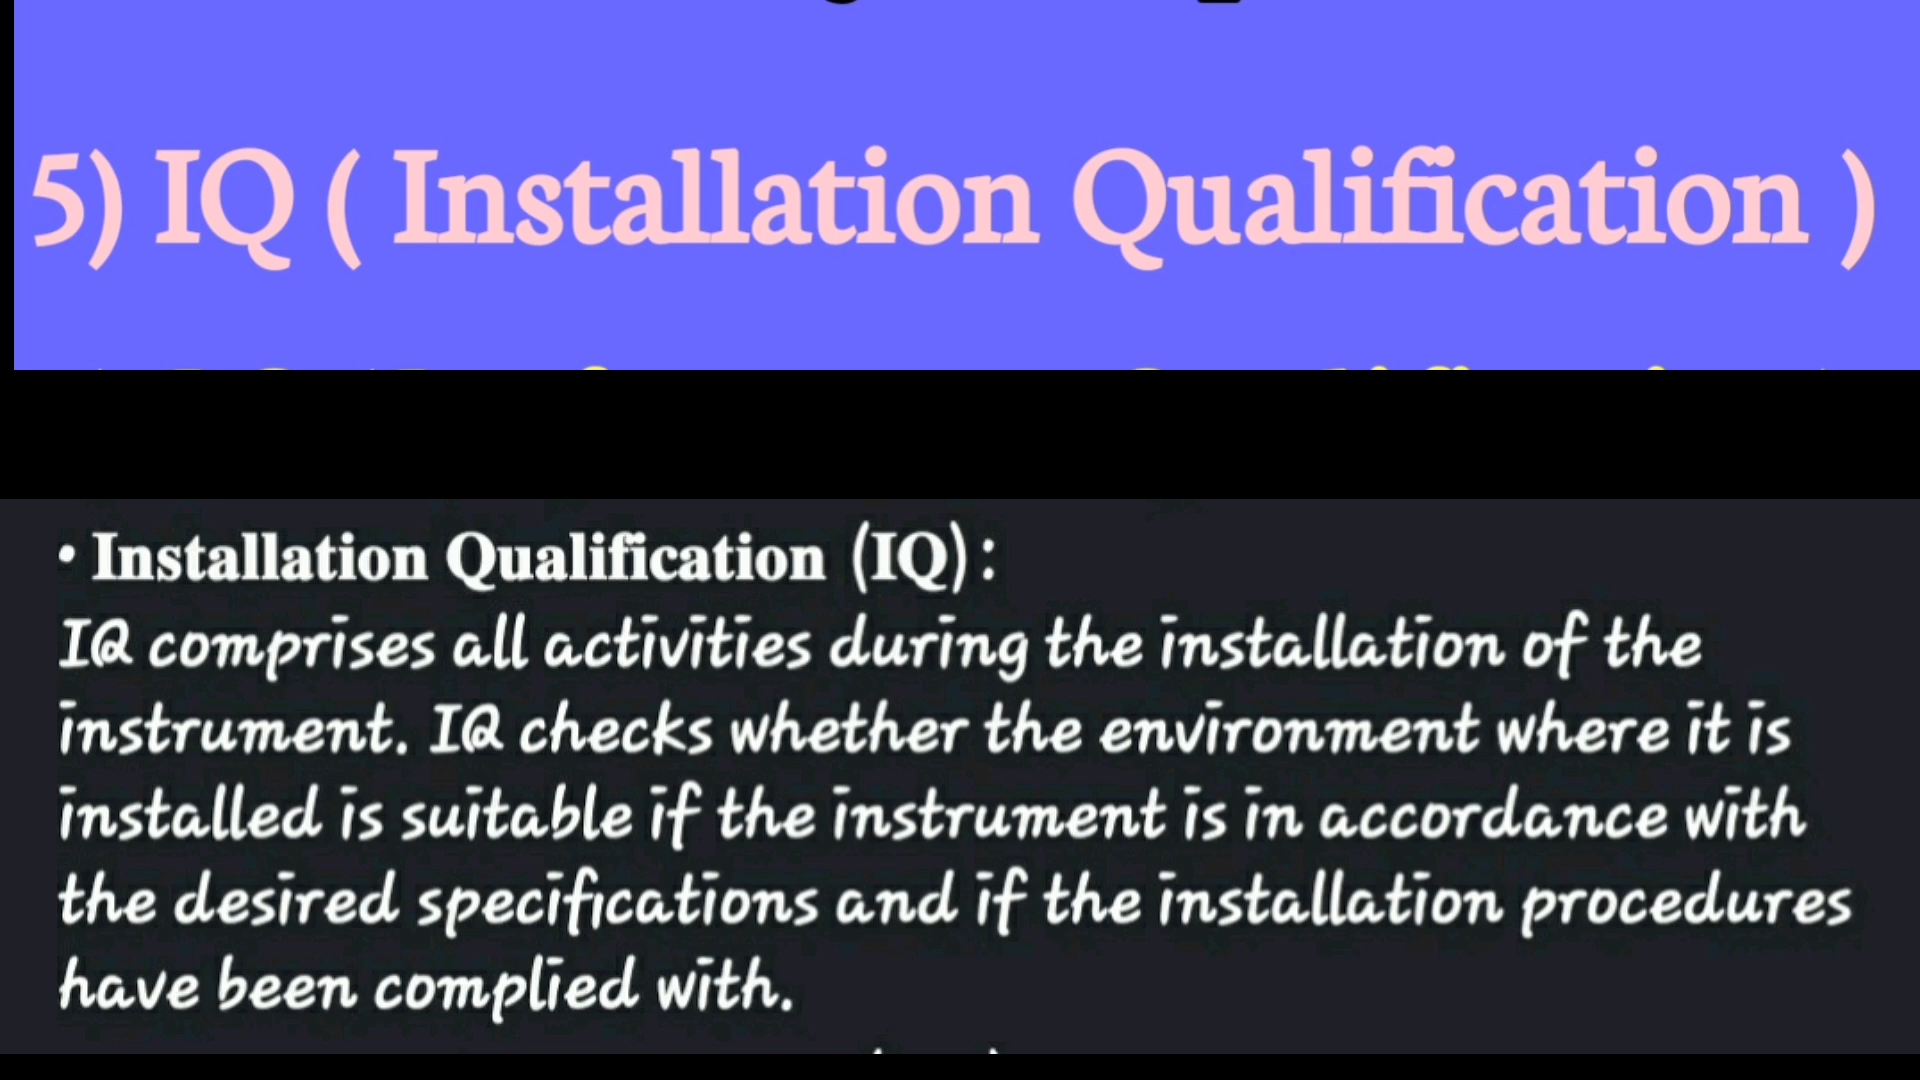 5) IQ ( Installation Qualification )
• Installation Qualification (IQ):
IQ comprises all activities during the installation of the
instrument. IQ checks whether the environment where it is
installed is suitable if the instrument is in accordance with
the desired specifications and if the installation procedures
have been complied with.